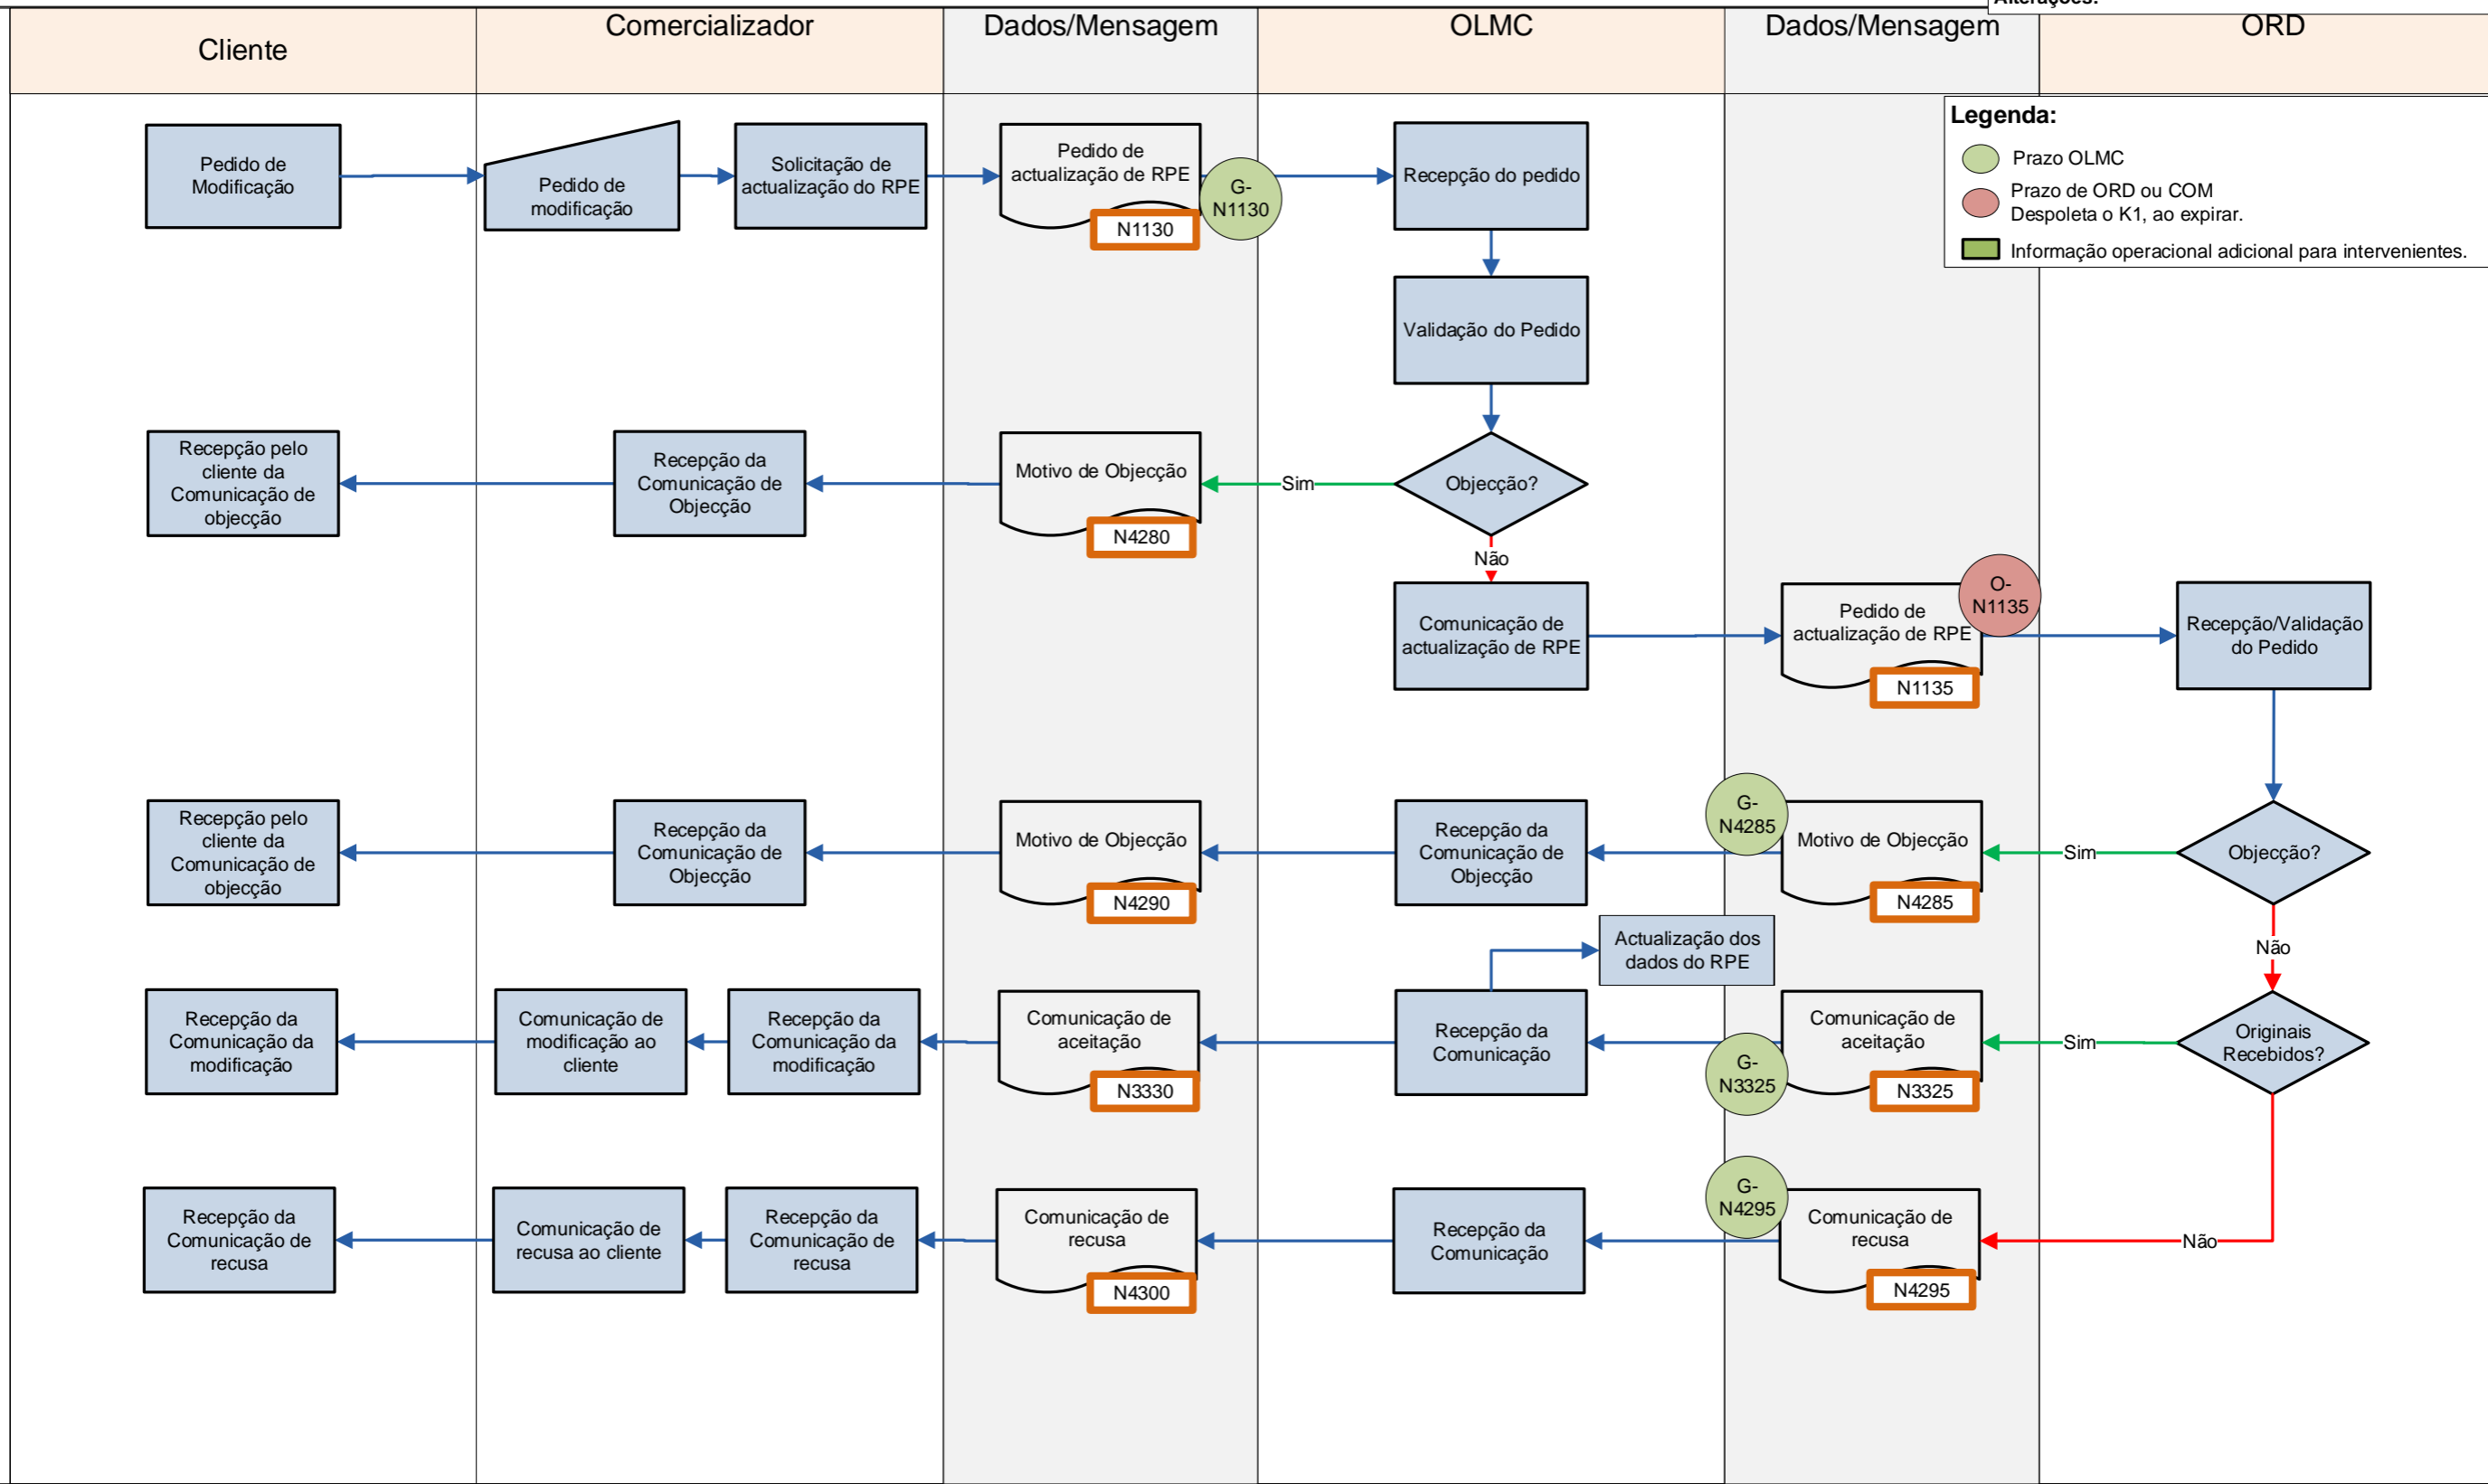 Alterações:
Cliente
Comercializador
Dados/Mensagem
OLMC
Dados/Mensagem
ORD
Legenda:
Prazo OLMC
Prazo de ORD ou COM
Despoleta o K1, ao expirar.
Informação operacional adicional para intervenientes.
Pedido de
Modificação
Pedido de
modificação
Solicitação de
actualização do RPE
Pedido de
actualização de RPE
N1130
G-
N1130
Recepção do pedido
Validação do Pedido
Recepção pelo
cliente da
Comunicação de
objecção
Recepção da
Comunicação de
Objecção
Motivo de Objecção
N4280
Sim
Objecção?
Não
Comunicação de
actualização de RPE
Pedido de
actualização de RPE
N1135
O-
N1135
Recepção/Validação
do Pedido
Recepção pelo
cliente da
Comunicação de
objecção
Recepção da
Comunicação de
Objecção
Motivo de Objecção
N4290
Recepção da
Comunicação de
Objecção
G-
N4285
Motivo de Objecção
N4285
Sim
Objecção?
Não
Actualização dos
dados do RPE
Recepção da
Comunicação da
modificação
Comunicação de
modificação ao
cliente
Recepção da
Comunicação da
modificação
Comunicação de
aceitação
N3330
Recepção da
Comunicação
G-
N3325
Comunicação de
aceitação
N3325
Sim
Originais
Recebidos?
Recepção da
Comunicação de
recusa
Comunicação de
recusa ao cliente
Recepção da
Comunicação de
recusa
Comunicação de
recusa
N4300
Recepção da
Comunicação
G-
N4295
Comunicação de
recusa
N4295
Não